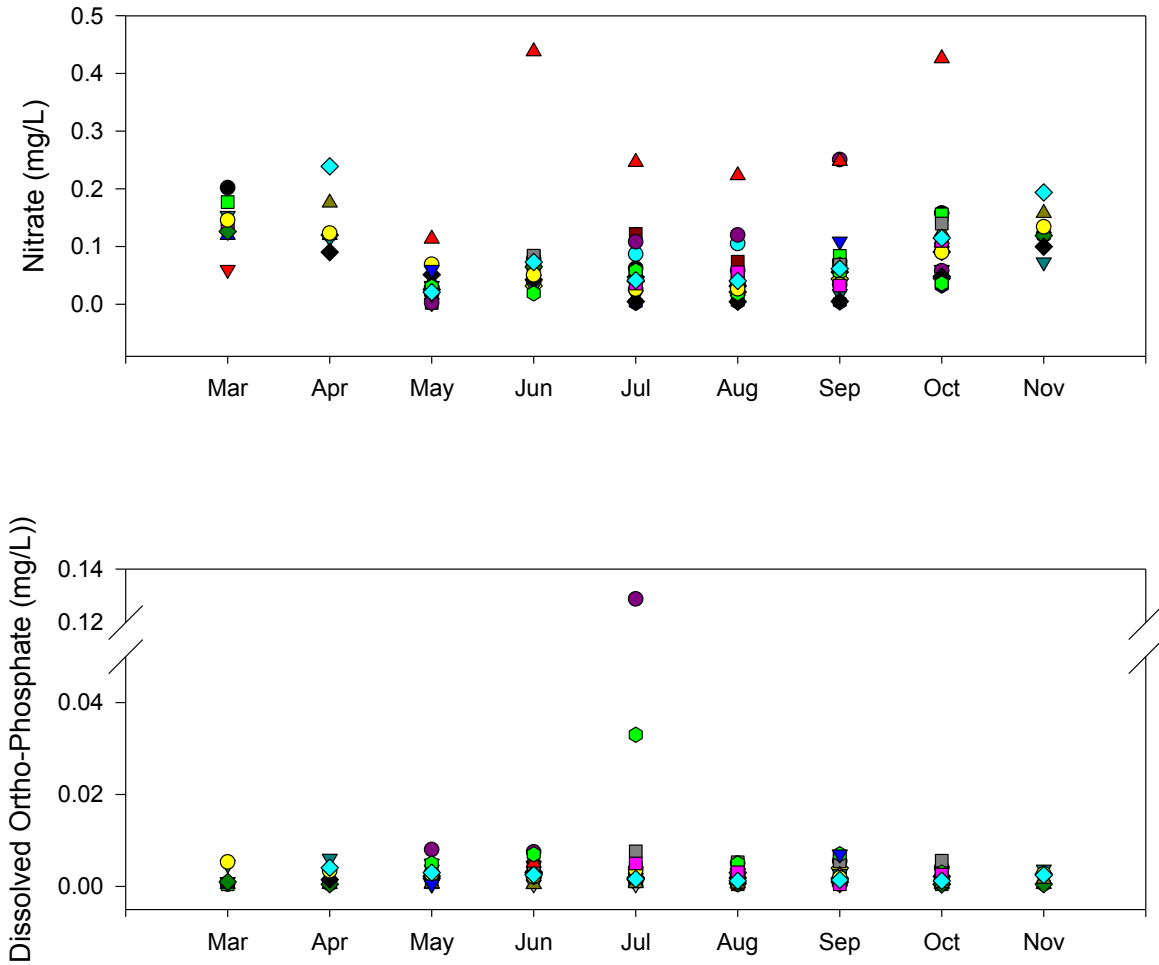 Nitrate (mg/L)
0.5
0.4
0.3
0.2
0.1
0.0
Mar Apr May Jun Jul Aug Sep Oct Nov
Dissolved Ortho-Phosphate (mg/L))
0.14
0.12
0.04
0.02
0.00
Mar Apr May Jun Jul Aug Sep Oct Nov